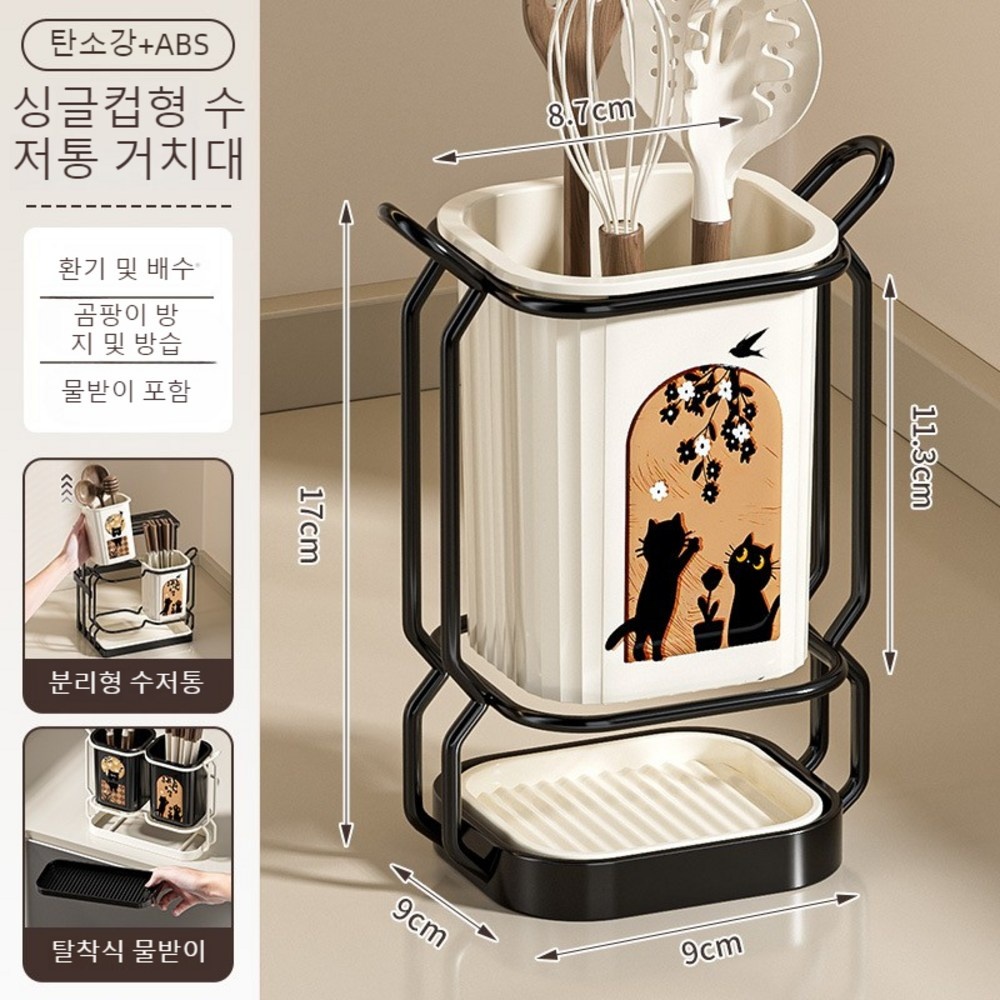 탄소강+ABS
싱글컵형 수
저통 거치대
환기 및 배수
곰팡이 방
지 및 방습
물받이 포함
분리형 수저통
탈착식 물받이
8.7cm
17cm
11.3cm
9cm
9cm